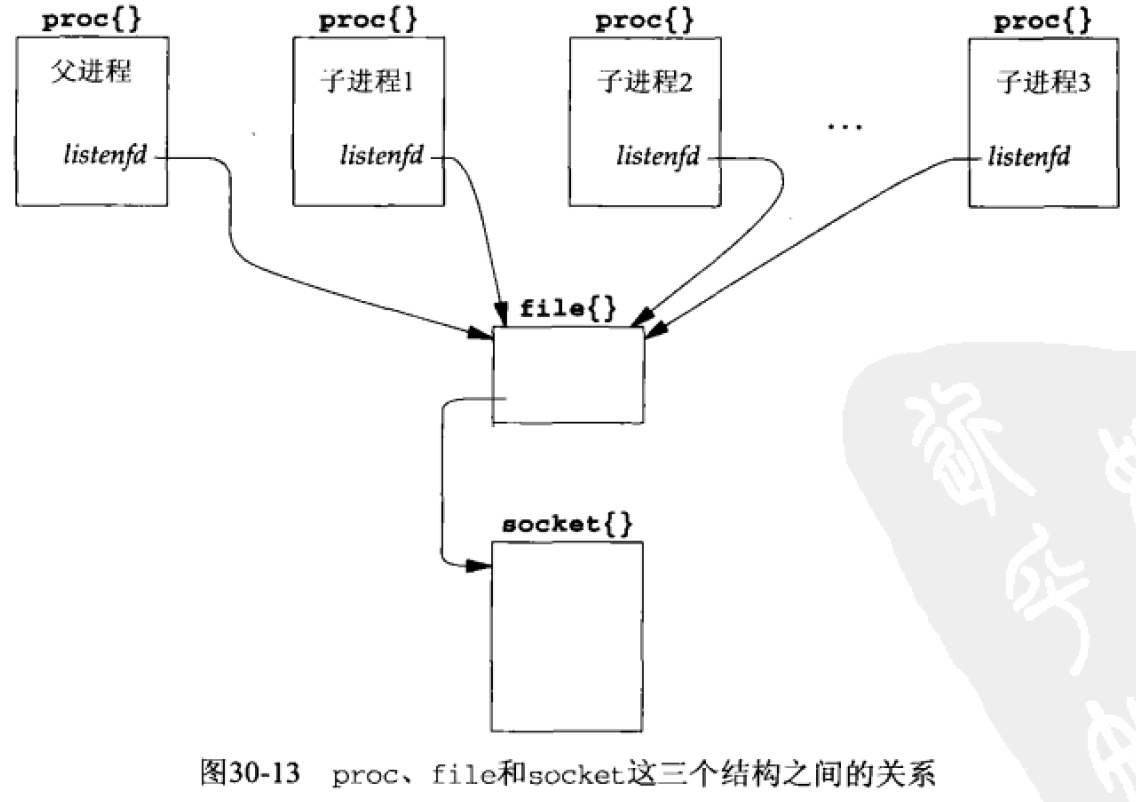 proc{} proc{} proc{} proc{}
父进程 子进程1 子进程2 子进程3
...
listenfd listenfd listenfd listenfd
file{}
socket{}
图30-13 proc、file和socket这三个结构之间的关系